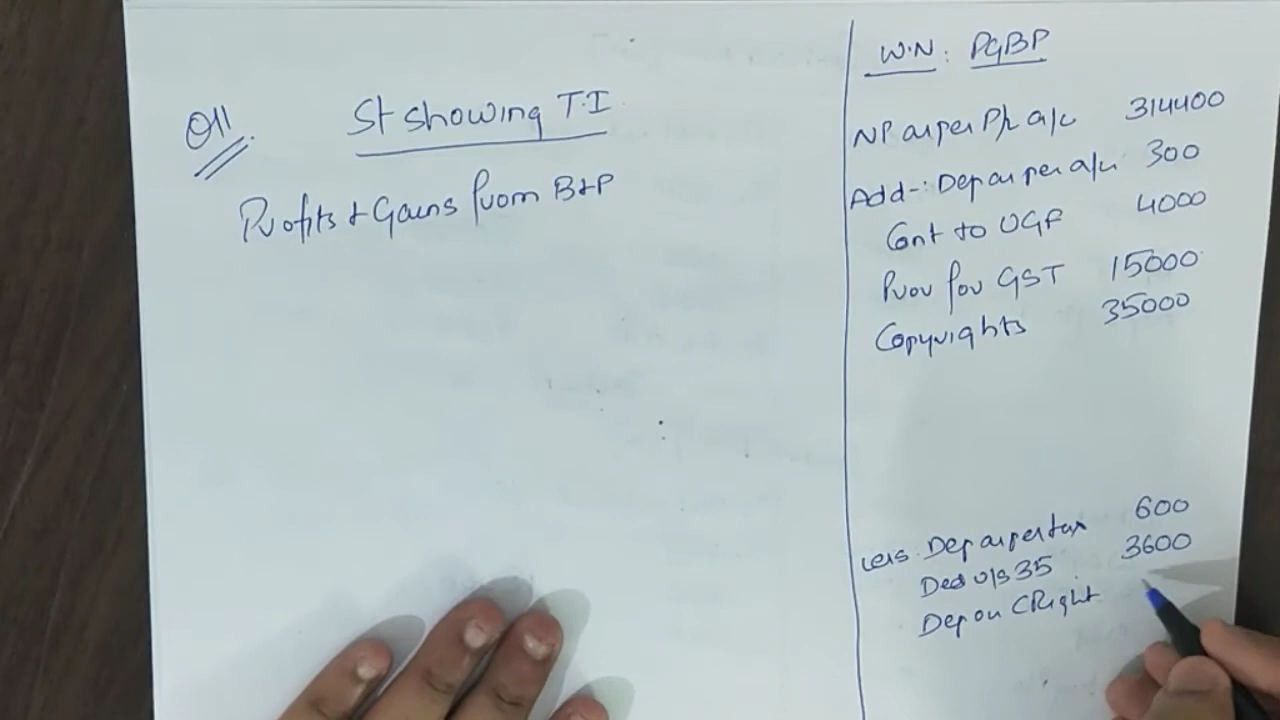 Q11. St showing T.I
Profits & Gains from B&P
W.N: PGBP
NP as per P/L a/c 314400
Add-: Dep as per a/c 300
Cont to UGF 4000
Prov for GST 15000
Copyrights 35000
Less. Dep as per tax 600
Ded u/s 35 3600
Dep on CRight